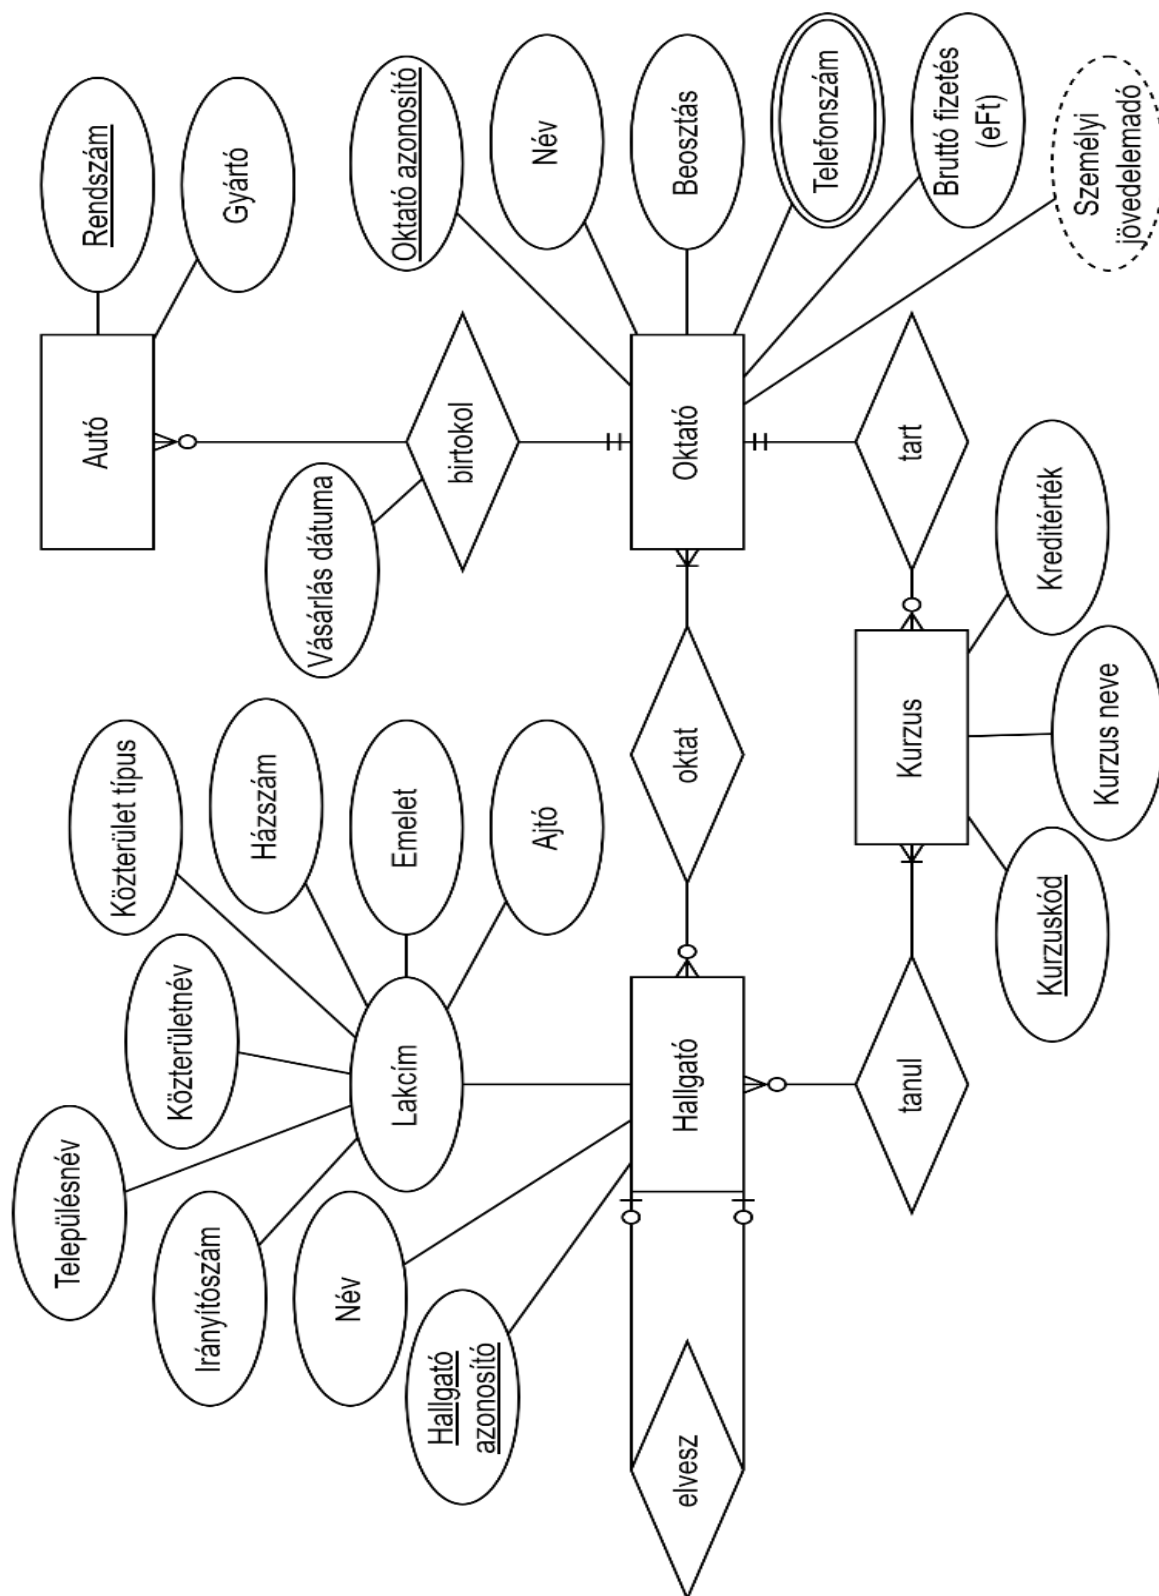 Településnév
Autó
Rendszám
Közterület típus
Közterületnév
Irányítószám
Gyártó
Házszám
Vásárlás dátuma
Név
Lakcím
Emelet
Oktató azonosító
Hallgató
azonosító
birtokol
Ajtó
Név
elvesz
Hallgató
oktat
Oktató
Beosztás
Telefonszám
tanul
Kurzus
tart
Bruttó fizetés
(eFt)
Kurzuskód
Kreditérték
Személyi
jövedelemadó
Kurzus neve